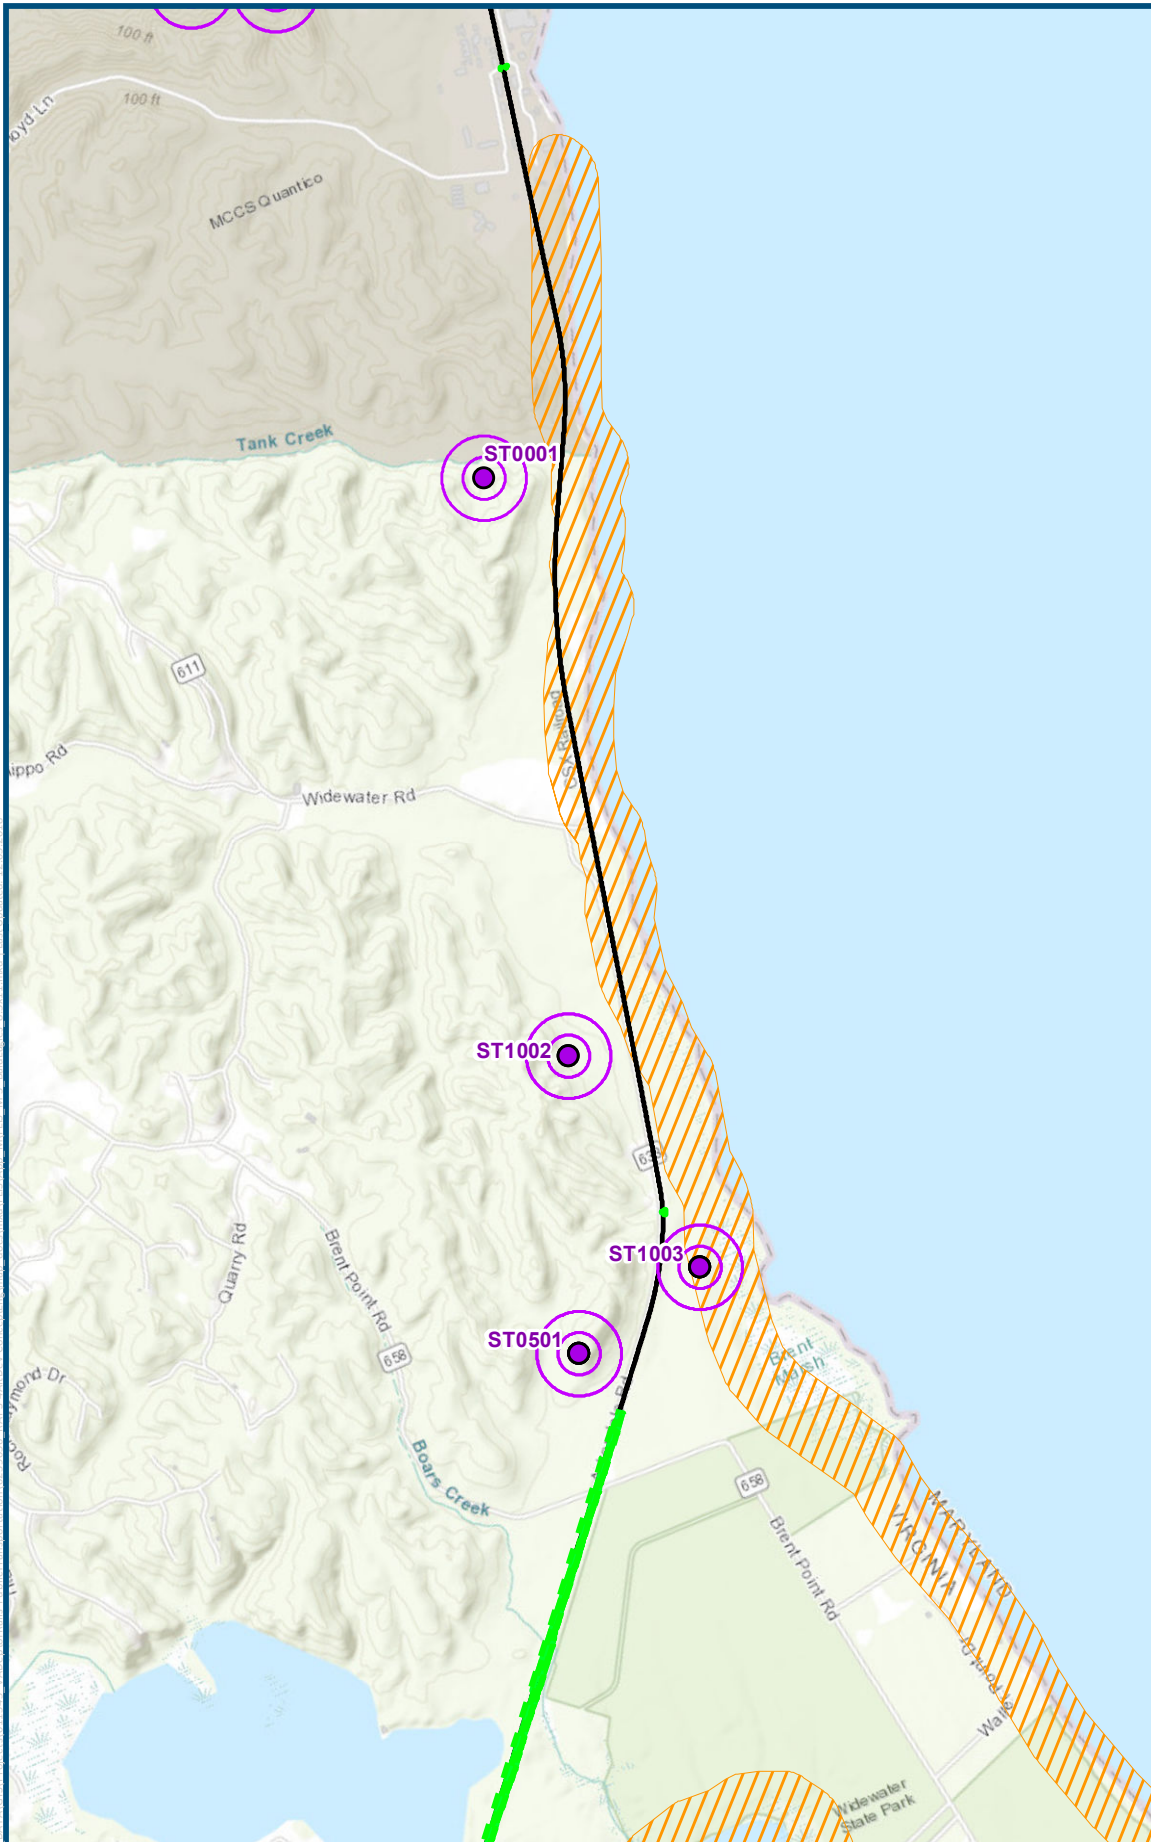 100 ft
100 ft
oyd Ln
MCCS Quantico
Tank Creek
ST0001
611
CSX Railroad
ippo Rd
Widewater Rd
ST1002
ST1003
Quarry Rd
Brent Point Rd
ST0501
658
Brent
Marsh
ymond Dr
Boars Creek
658
MARYLAND
VIRGINIA
Brent Point Rd
Widewater
State Park